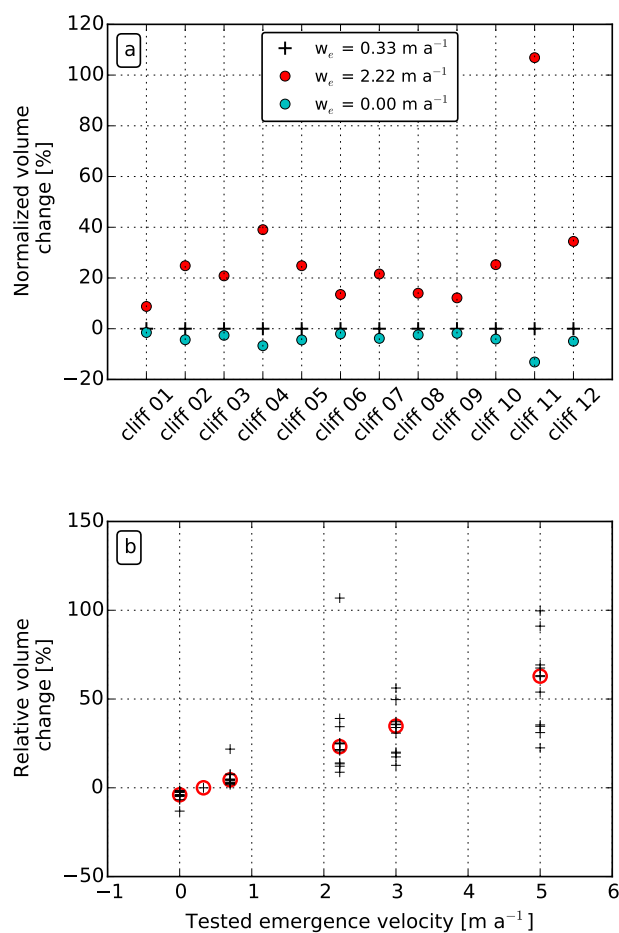 120
100
80
60
40
20
0
−20
Normalized volume
change [%]
a
wₑ = 0.33 m a⁻¹
wₑ = 2.22 m a⁻¹
wₑ = 0.00 m a⁻¹
cliff 01
cliff 02
cliff 03
cliff 04
cliff 05
cliff 06
cliff 07
cliff 08
cliff 09
cliff 10
cliff 11
cliff 12
150
100
50
0
−50
Relative volume
change [%]
b
−1 0 1 2 3 4 5 6
Tested emergence velocity [m a⁻¹]